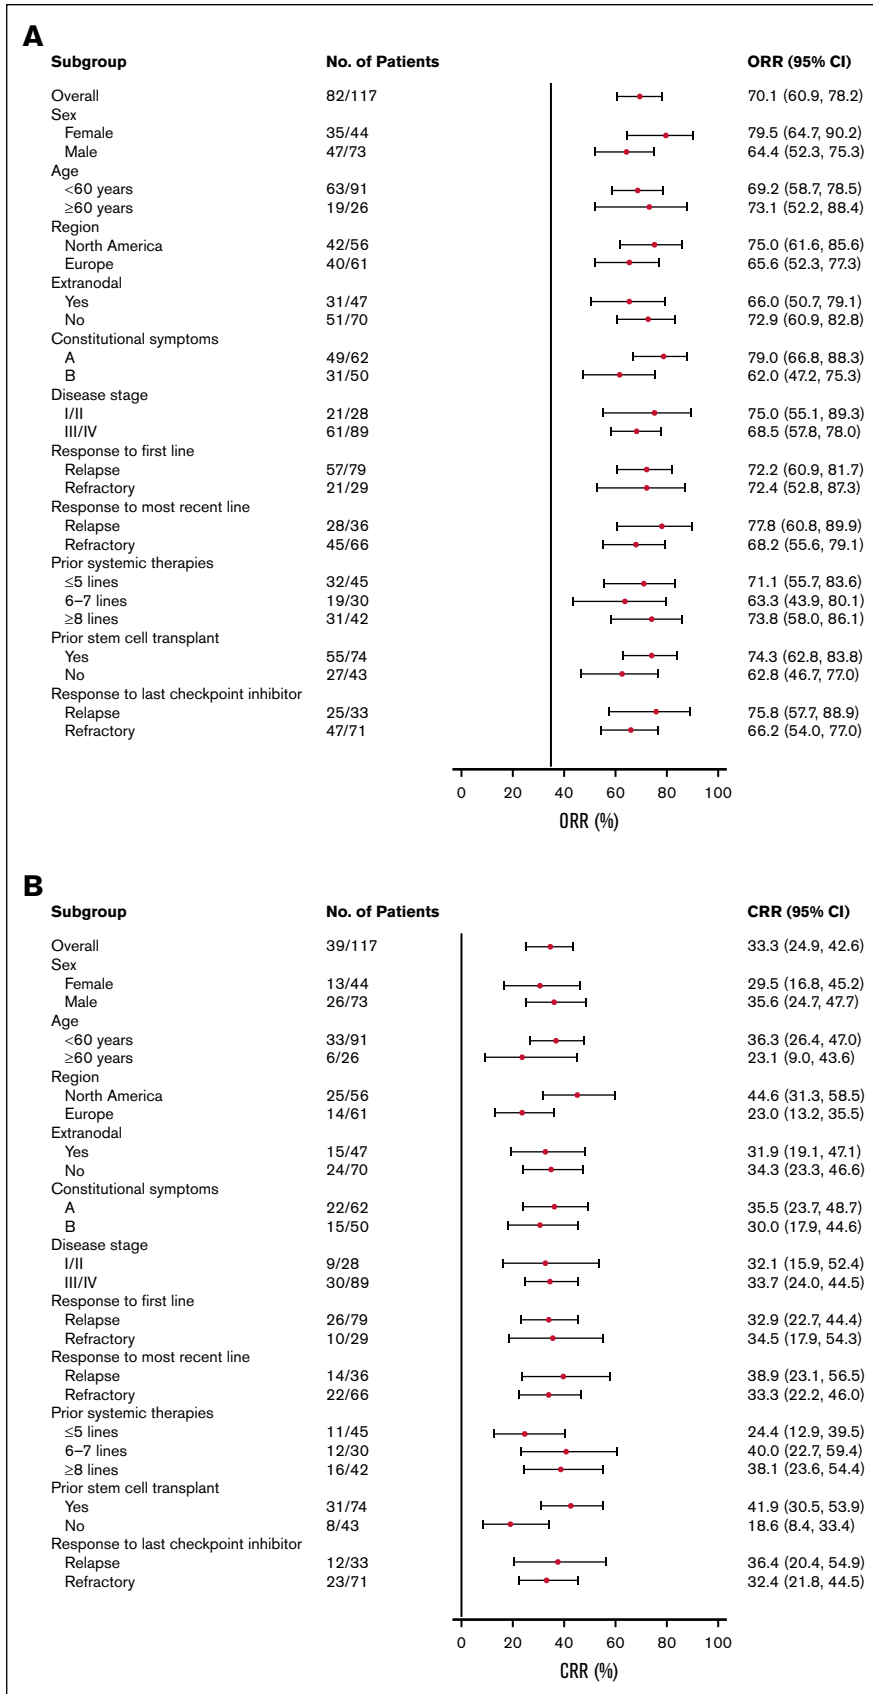 A
Subgroup No. of Patients ORR (95% CI)
Overall 82/117 70.1 (60.9, 78.2)
Sex
Female 35/44 79.5 (64.7, 90.2)
Male 47/73 64.4 (52.3, 75.3)
Age
<60 years 63/91 69.2 (58.7, 78.5)
≥60 years 19/26 73.1 (52.2, 88.4)
Region
North America 42/56 75.0 (61.6, 85.6)
Europe 40/61 65.6 (52.3, 77.3)
Extranodal
Yes 31/47 66.0 (50.7, 79.1)
No 51/70 72.9 (60.9, 82.8)
Constitutional symptoms
A 49/62 79.0 (66.8, 88.3)
B 31/50 62.0 (47.2, 75.3)
Disease stage
I/II 21/28 75.0 (55.1, 89.3)
III/IV 61/89 68.5 (57.8, 78.0)
Response to first line
Relapse 57/79 72.2 (60.9, 81.7)
Refractory 21/29 72.4 (52.8, 87.3)
Response to most recent line
Relapse 28/36 77.8 (60.8, 89.9)
Refractory 45/66 68.2 (55.6, 79.1)
Prior systemic therapies
≤5 lines 32/45 71.1 (55.7, 83.6)
6–7 lines 19/30 63.3 (43.9, 80.1)
≥8 lines 31/42 73.8 (58.0, 86.1)
Prior stem cell transplant
Yes 55/74 74.3 (62.8, 83.8)
No 27/43 62.8 (46.7, 77.0)
Response to last checkpoint inhibitor
Relapse 25/33 75.8 (57.7, 88.9)
Refractory 47/71 66.2 (54.0, 77.0)
0 20 40 60 80 100
ORR (%)
B
Subgroup No. of Patients CRR (95% CI)
Overall 39/117 33.3 (24.9, 42.6)
Sex
Female 13/44 29.5 (16.8, 45.2)
Male 26/73 35.6 (24.7, 47.7)
Age
<60 years 33/91 36.3 (26.4, 47.0)
≥60 years 6/26 23.1 (9.0, 43.6)
Region
North America 25/56 44.6 (31.3, 58.5)
Europe 14/61 23.0 (13.2, 35.5)
Extranodal
Yes 15/47 31.9 (19.1, 47.1)
No 24/70 34.3 (23.3, 46.6)
Constitutional symptoms
A 22/62 35.5 (23.7, 48.7)
B 15/50 30.0 (17.9, 44.6)
Disease stage
I/II 9/28 32.1 (15.9, 52.4)
III/IV 30/89 33.7 (24.0, 44.5)
Response to first line
Relapse 26/79 32.9 (22.7, 44.4)
Refractory 10/29 34.5 (17.9, 54.3)
Response to most recent line
Relapse 14/36 38.9 (23.1, 56.5)
Refractory 22/66 33.3 (22.2, 46.0)
Prior systemic therapies
≤5 lines 11/45 24.4 (12.9, 39.5)
6–7 lines 12/30 40.0 (22.7, 59.4)
≥8 lines 16/42 38.1 (23.6, 54.4)
Prior stem cell transplant
Yes 31/74 41.9 (30.5, 53.9)
No 8/43 18.6 (8.4, 33.4)
Response to last checkpoint inhibitor
Relapse 12/33 36.4 (20.4, 54.9)
Refractory 23/71 32.4 (21.8, 44.5)
0 20 40 60 80 100
CRR (%)